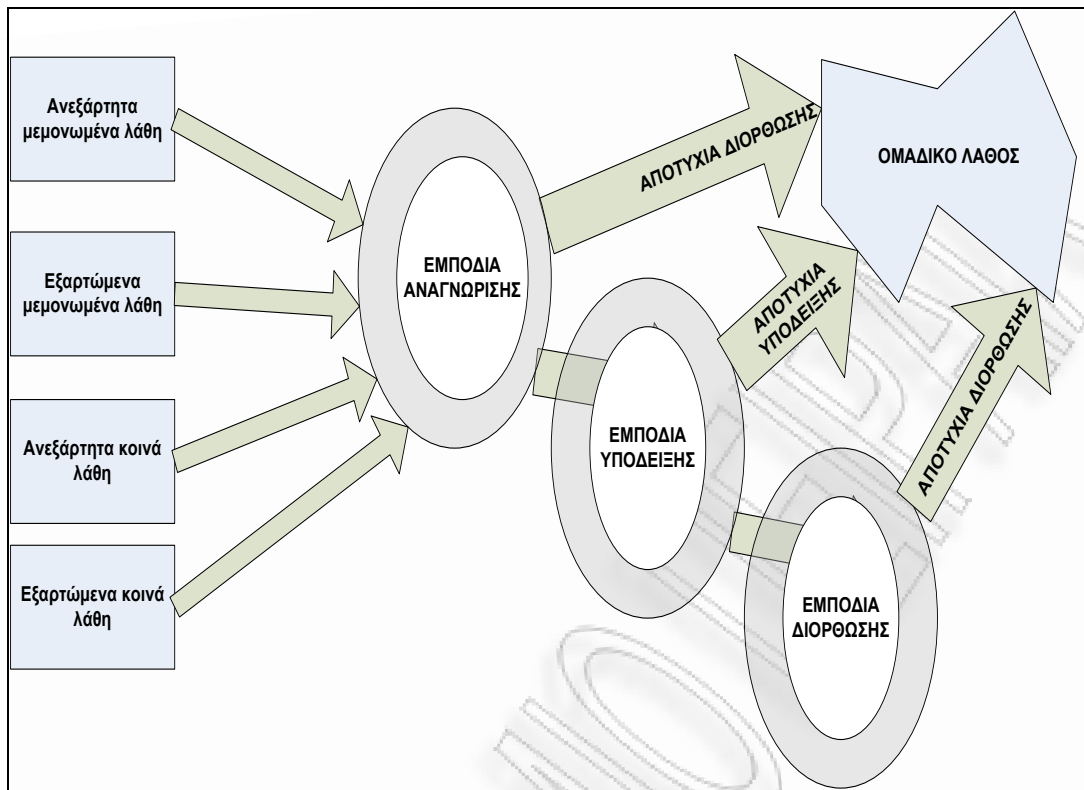 Ανεξάρτητα
μεμονωμένα λάθη
Εξαρτώμενα
μεμονωμένα λάθη
Ανεξάρτητα κοινά
λάθη
Εξαρτώμενα κοινά
λάθη
ΕΜΠΟΔΙΑ
ΑΝΑΓΝΩΡΙΣΗΣ
ΑΠΟΤΥΧΙΑ ΔΙΟΡΘΩΣΗΣ
ΟΜΑΔΙΚΟ ΛΑΘΟΣ
ΑΠΟΤΥΧΙΑ
ΥΠΟΔΕΙΞΗΣ
ΕΜΠΟΔΙΑ
ΥΠΟΔΕΙΞΗΣ
ΑΠΟΤΥΧΙΑ ΔΙΟΡΘΩΣΗΣ
ΕΜΠΟΔΙΑ
ΔΙΟΡΘΩΣΗΣ